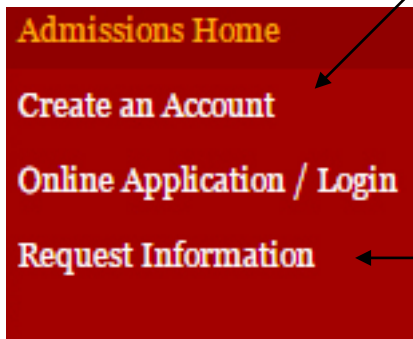 Admissions Home
Create an Account
Online Application / Login
Request Information